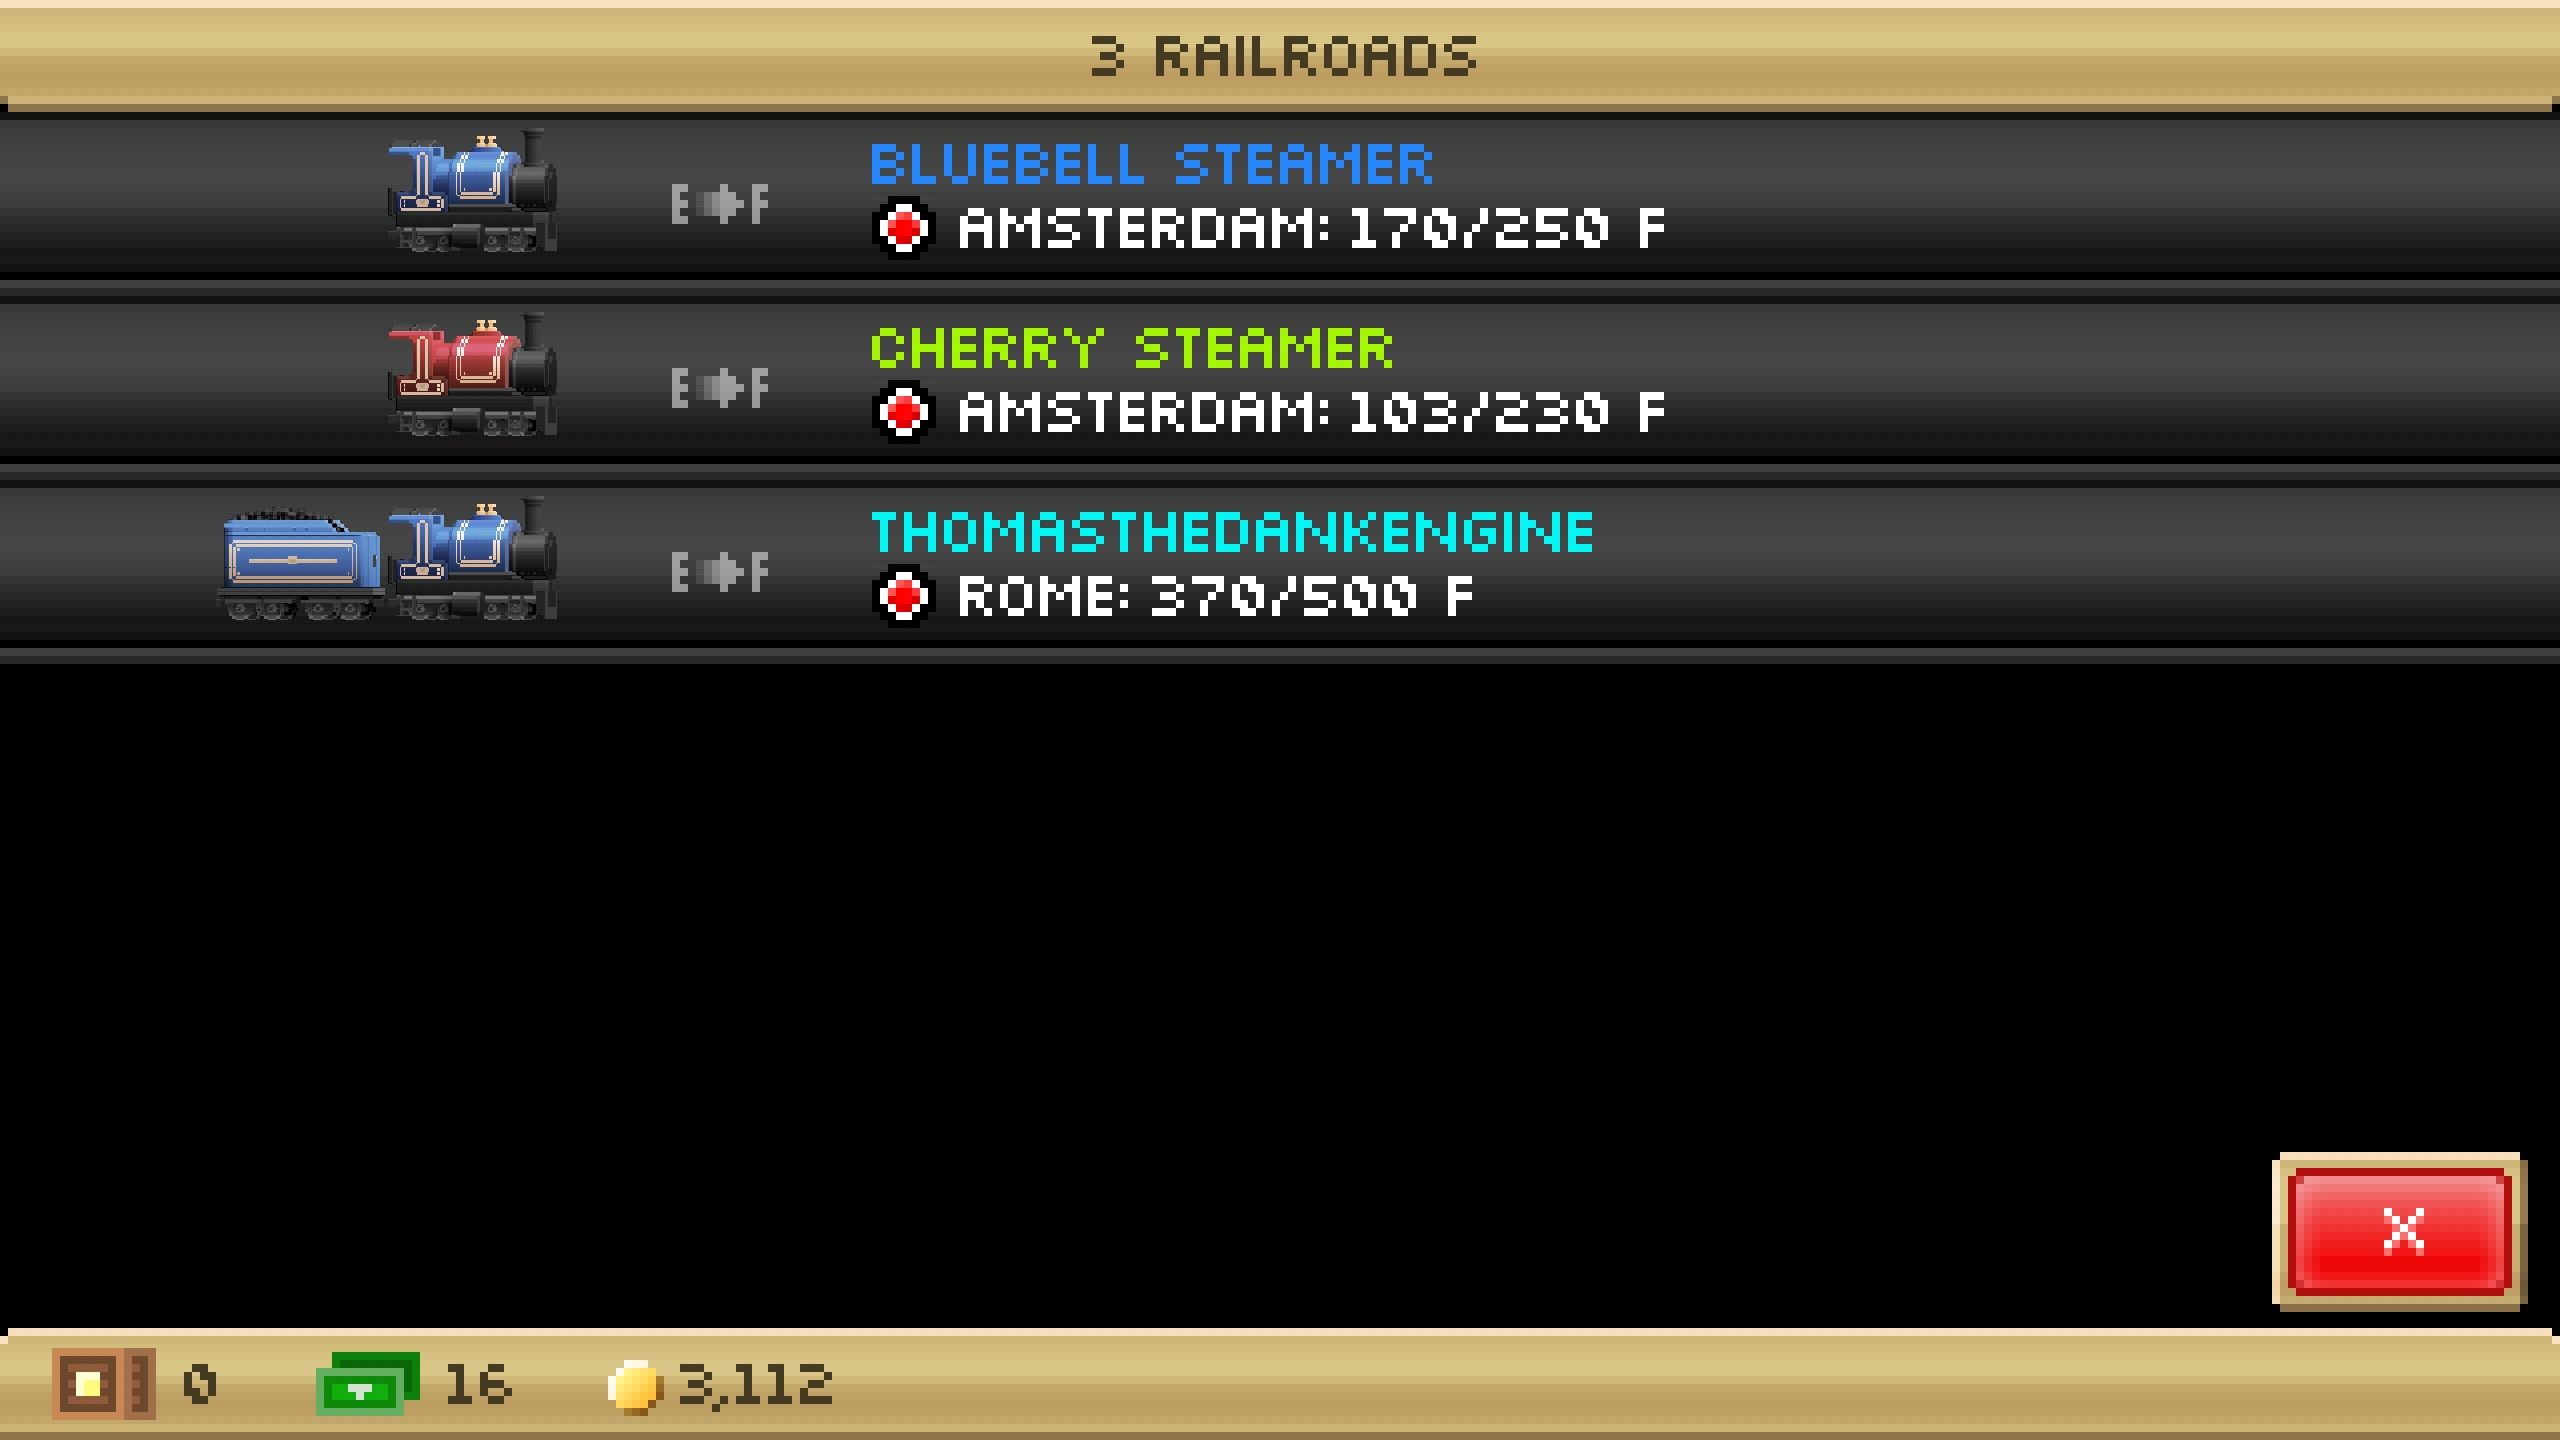 3 RAILROADS
BLUEBELL STEAMER
E F
AMSTERDAM: 170/250 F
CHERRY STEAMER
E F
AMSTERDAM: 103/230 F
THOMASTHEDANKENGINE
E F
ROME: 370/500 F
X
0 16 3,112